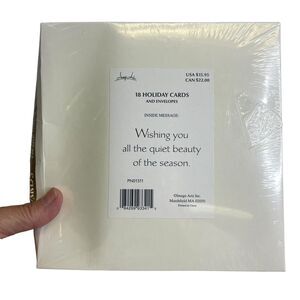 USA $15.95
CAN $22.00
18 HOLIDAY CARDS
AND ENVELOPES
INSIDE MESSAGE:
Wishing you
all the quiet beauty
of the season.
PND1311
©Image Arts Inc.
Marshfield MA 02050